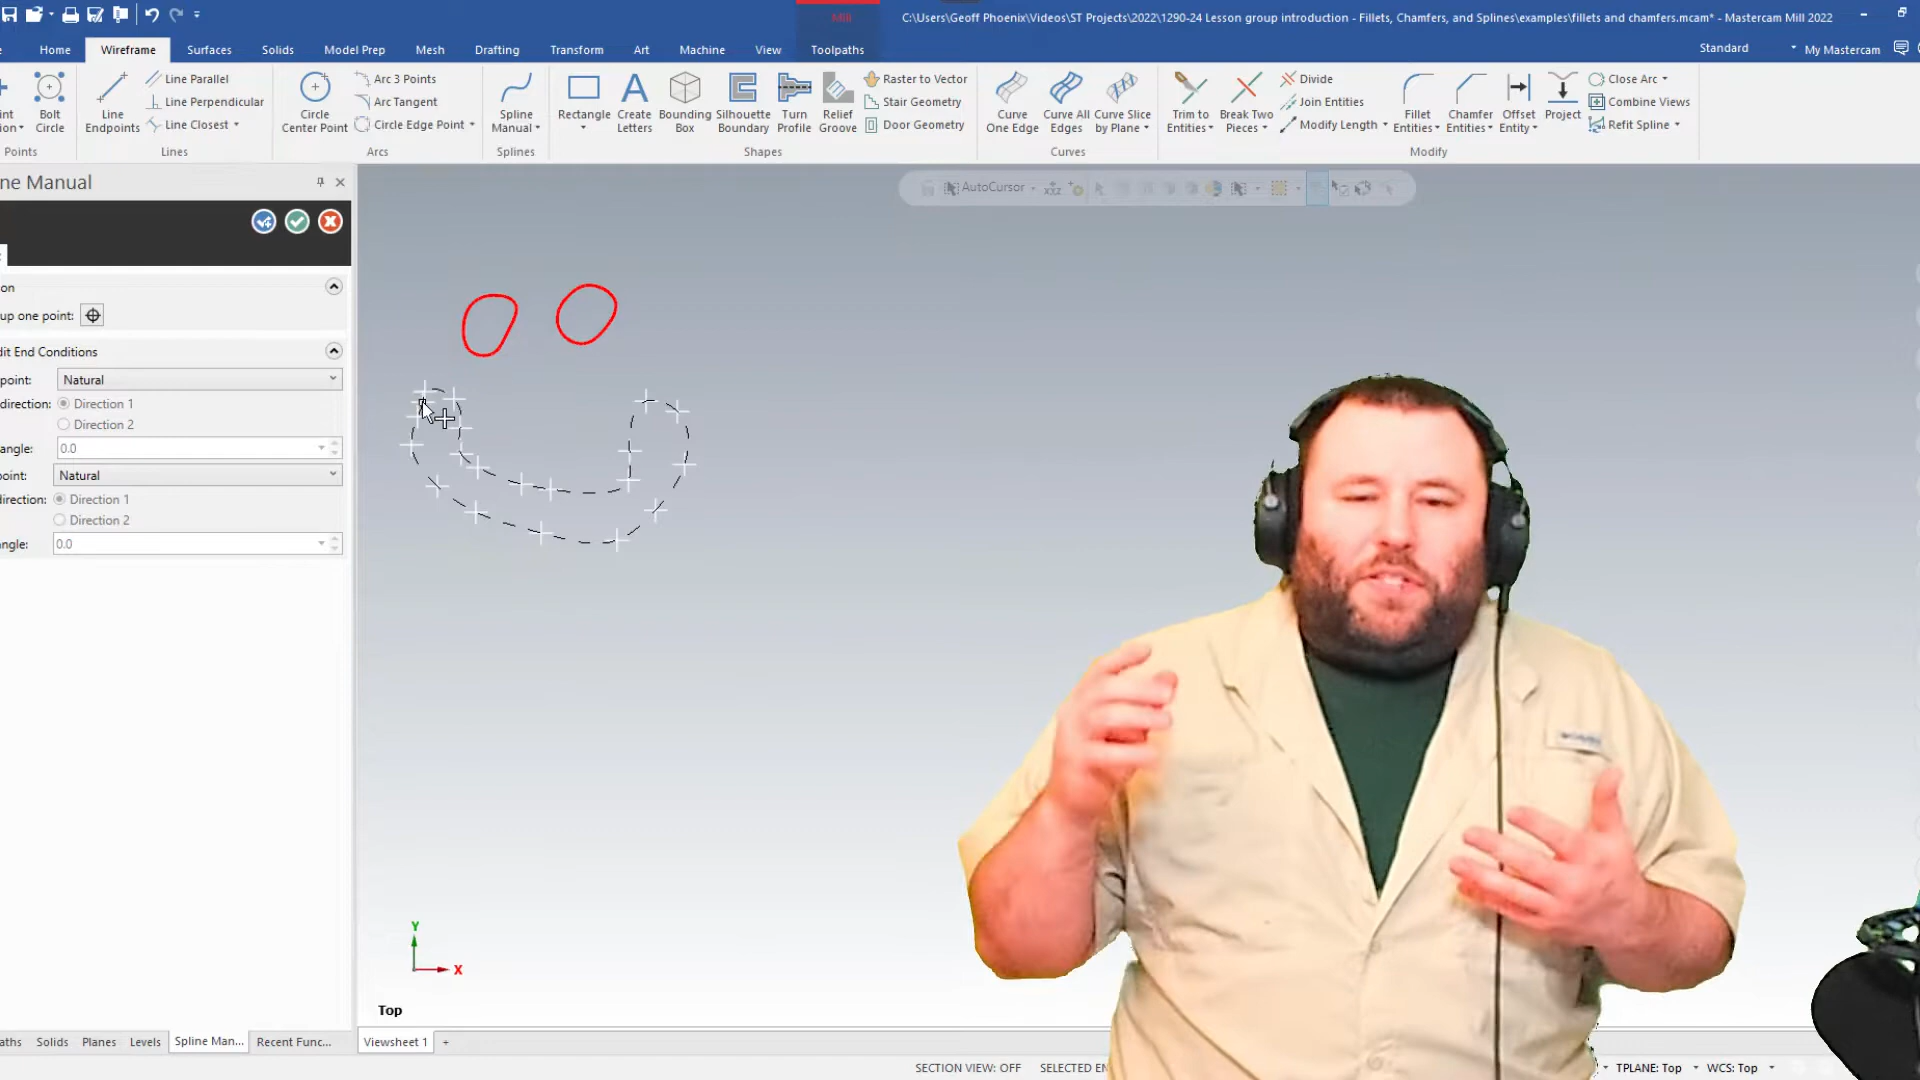 Mill
C:\Users\Geoff Phoenix\Videos\ST Projects\2022\1290-24 Lesson group introduction - Fillets, Chamfers, and Splines\examples\fillets and chamfers.mcam* - Mastercam Mill 2022
Home Wireframe Surfaces Solids Model Prep Mesh Drafting Transform Art Machine View Toolpaths Standard My Mastercam
Bolt Circle
Points
Line Endpoints
Line Parallel
Line Perpendicular
Line Closest
Lines
Circle Center Point
Arc 3 Points
Arc Tangent
Circle Edge Point
Arcs
Spline Manual
Splines
Rectangle
Create Letters
Bounding Box
Silhouette Boundary
Turn Profile
Relief Groove
Raster to Vector
Stair Geometry
Door Geometry
Shapes
Curve One Edge
Curve All Edges
Curve Slice by Plane
Curves
Trim to Entities
Break Two Pieces
Divide
Join Entities
Modify Length
Fillet Entities
Chamfer Entities
Offset Entity
Project
Close Arc
Combine Views
Refit Spline
Modify
ne Manual
AutoCursor
on
up one point:
dit End Conditions
point: Natural
direction: Direction 1
Direction 2
angle: 0.0
point: Natural
direction: Direction 1
Direction 2
angle: 0.0
Y
X
Top
aths Solids Planes Levels Spline Man... Recent Func...
Viewsheet 1 +
SECTION VIEW: OFF SELECTED EN TPLANE: Top WCS: Top